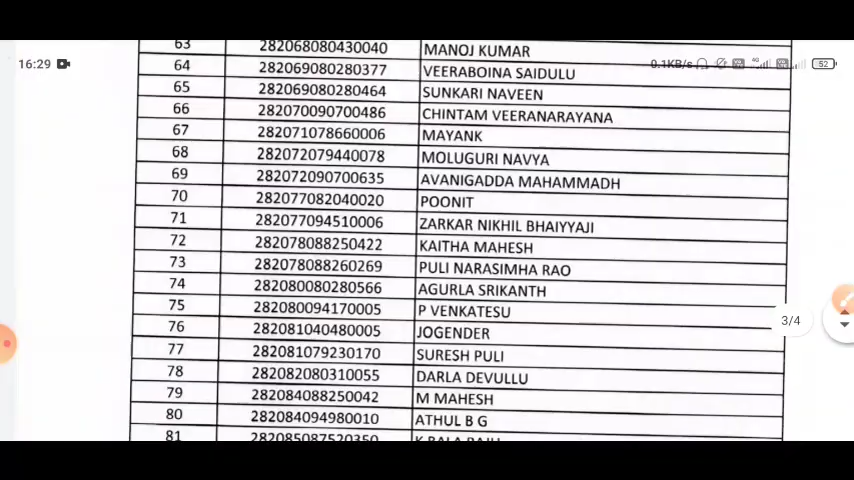 63 282068080430040 MANOJ KUMAR
16:29 0.1KB/s 52
64 282069080280377 VEERABOINA SAIDULU
65 282069080280464 SUNKARI NAVEEN
66 282070090700486 CHINTAM VEERANARAYANA
67 282071078660006 MAYANK
68 282072079440078 MOLUGURI NAVYA
69 282072090700635 AVANIGADDA MAHAMMADH
70 282077082040020 POONIT
71 282077094510006 ZARKAR NIKHIL BHAIYYAJI
72 282078088250422 KAITHA MAHESH
73 282078088260269 PULI NARASIMHA RAO
74 282080080280566 AGURLA SRIKANTH
75 282080094170005 P VENKATESU
3/4
76 282081040480005 JOGENDER
77 282081079230170 SURESH PULI
78 282082080310055 DARLA DEVULLU
79 282084088250042 M MAHESH
80 282084094980010 ATHUL B G
81 282085087520350